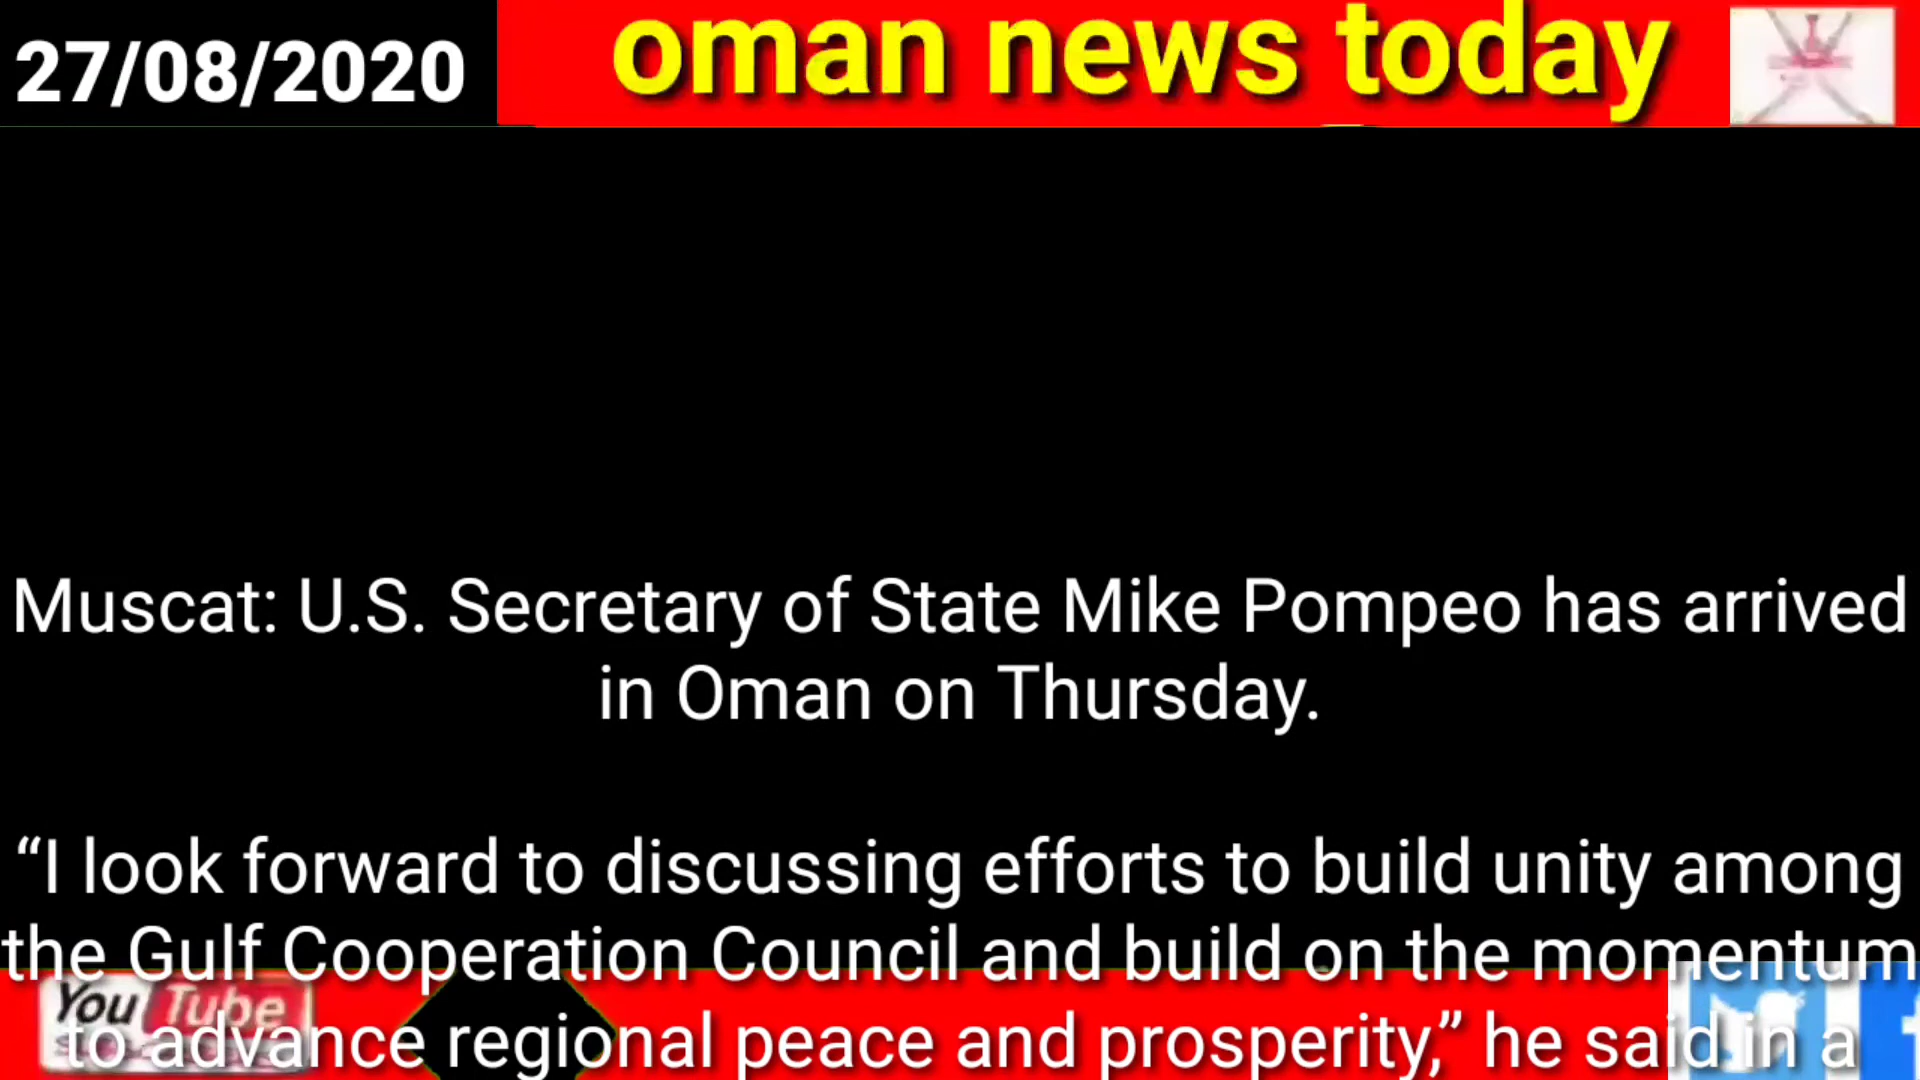 27/08/2020
oman news today
Muscat: U.S. Secretary of State Mike Pompeo has arrived
in Oman on Thursday.
“I look forward to discussing efforts to build unity among
the Gulf Cooperation Council and build on the momentum
to advance regional peace and prosperity,” he said in a
You Tube